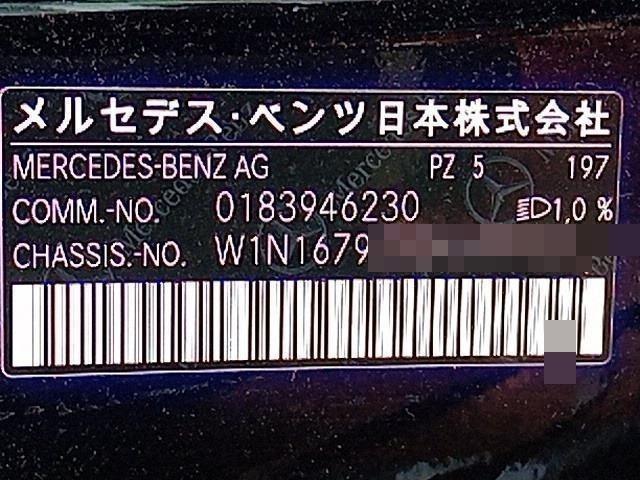 メルセデス・ベンツ日本株式会社
MERCEDES-BENZ AG PZ 5 197
COMM.-NO. 0183946230 1,0 %
CHASSIS.-NO. W1N1679